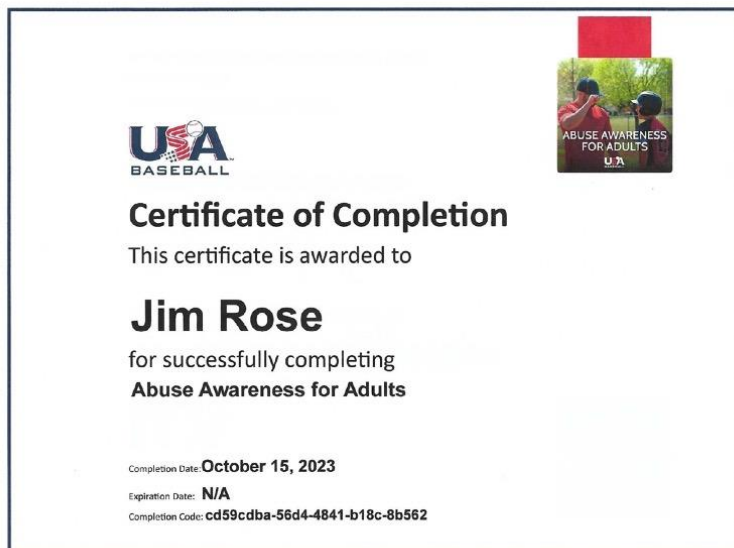 ABUSE AWARENESS
FOR ADULTS
USA
BASEBALL
USA
BASEBALL
Certificate of Completion
This certificate is awarded to
Jim Rose
for successfully completing
Abuse Awareness for Adults
Completion Date: October 15, 2023
Expiration Date: N/A
Completion Code: cd59cdba-56d4-4841-b18c-8b562